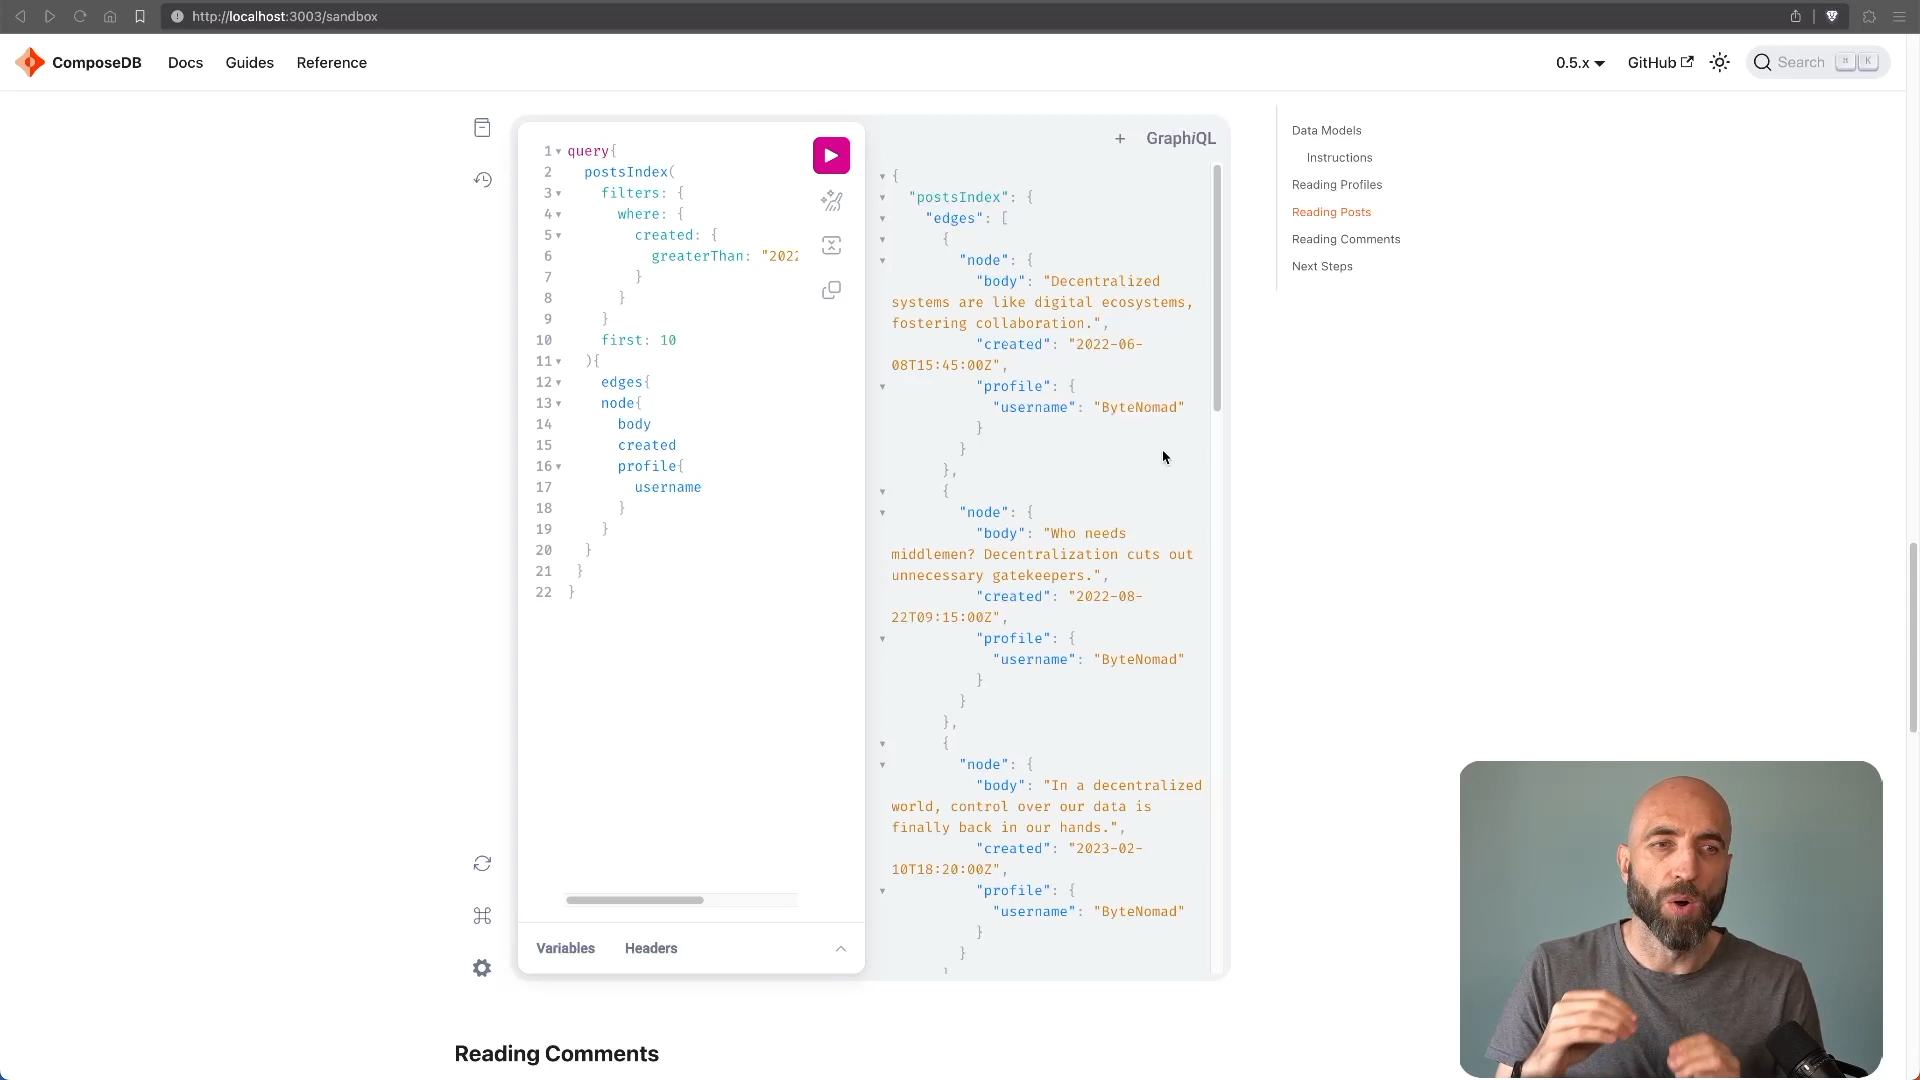 http://localhost:3003/sandbox
ComposeDB Docs Guides Reference 0.5.x GitHub Search K
1 query{
2 postsIndex(
3 filters: {
4 where: {
5 created: {
6 greaterThan: "2022
7 }
8 }
9 }
10 first: 10
11 ){
12 edges{
13 node{
14 body
15 created
16 profile{
17 username
18 }
19 }
20 }
21 }
22 }
Variables Headers
+ GraphiQL
{
"postsIndex": {
"edges": [
{
"node": {
"body": "Decentralized
systems are like digital ecosystems,
fostering collaboration.",
"created": "2022-06-
08T15:45:00Z",
"profile": {
"username": "ByteNomad"
}
}
},
{
"node": {
"body": "Who needs
middlemen? Decentralization cuts out
unnecessary gatekeepers.",
"created": "2022-08-
22T09:15:00Z",
"profile": {
"username": "ByteNomad"
}
}
},
{
"node": {
"body": "In a decentralized
world, control over our data is
finally back in our hands.",
"created": "2023-02-
10T18:20:00Z",
"profile": {
"username": "ByteNomad"
}
}
Data Models
Instructions
Reading Profiles
Reading Posts
Reading Comments
Next Steps
Reading Comments